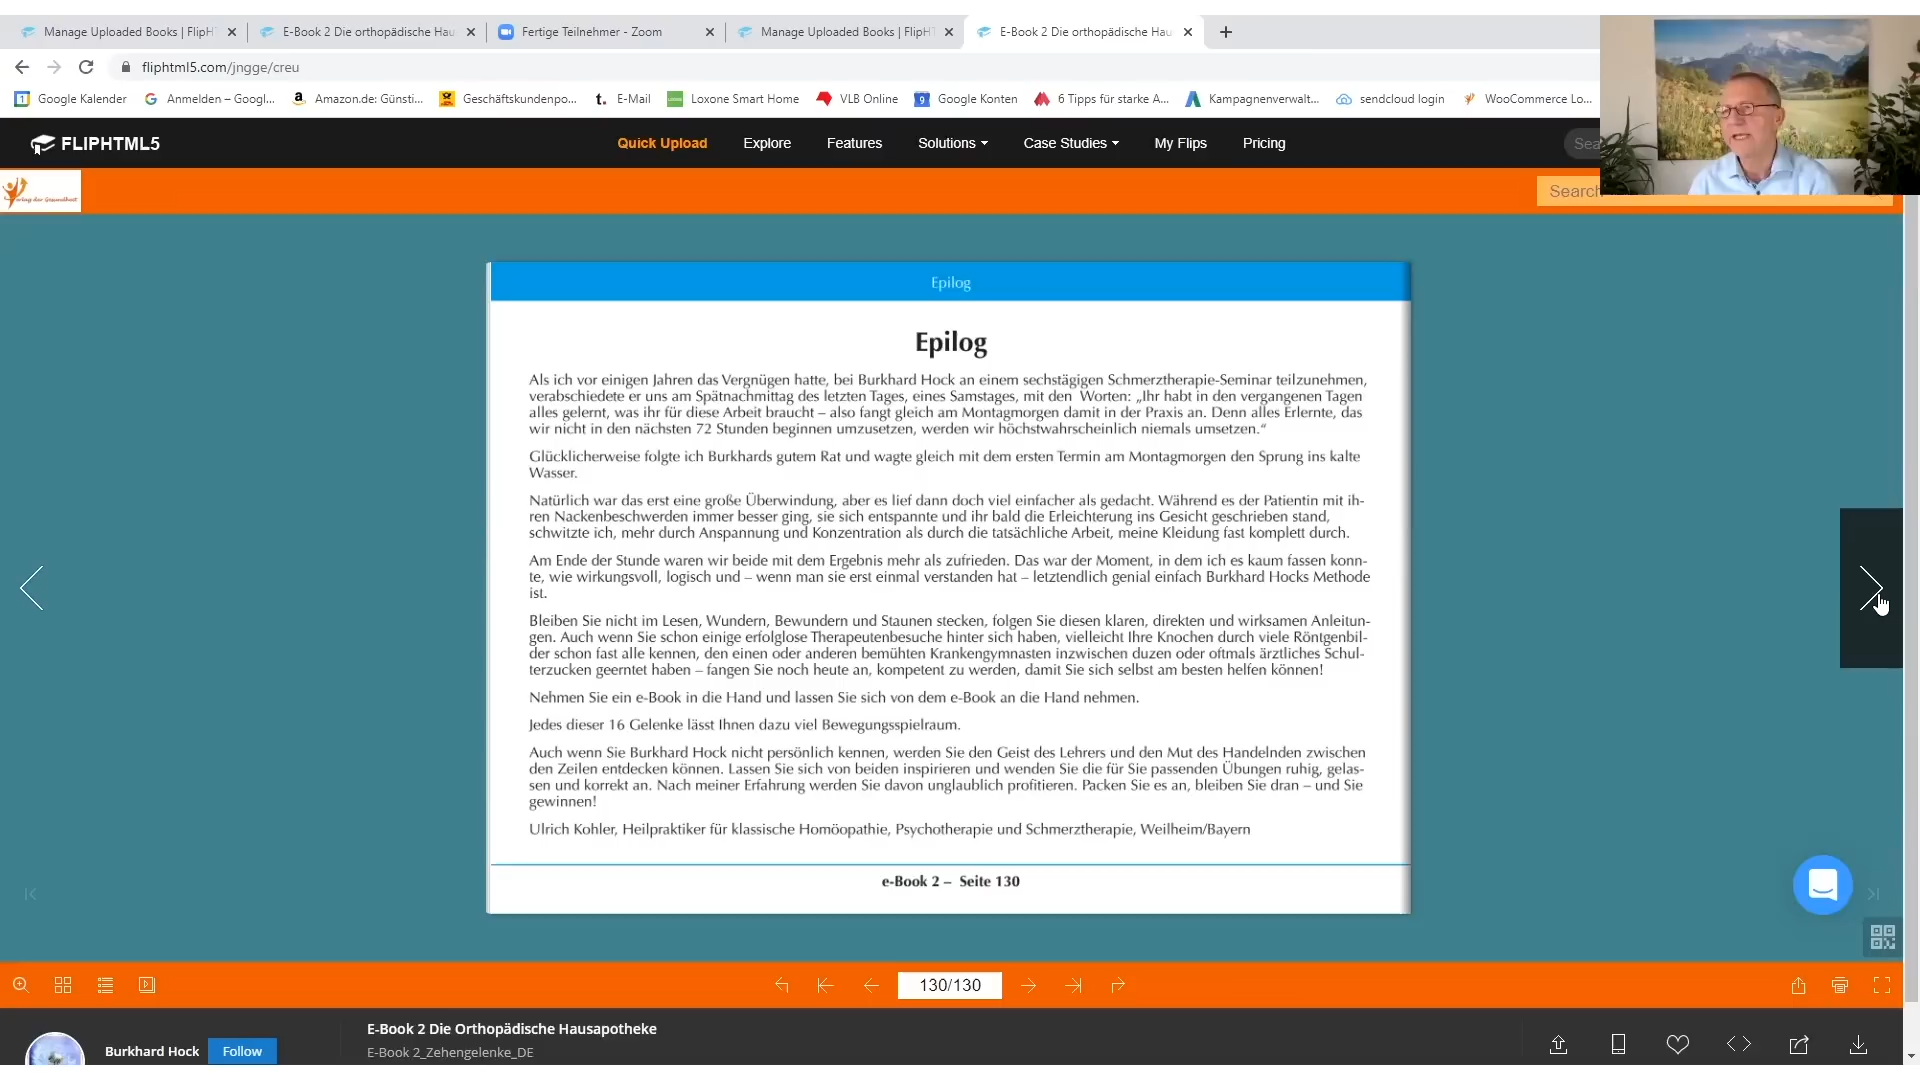 Manage Uploaded Books | FlipHT
E-Book 2 Die orthopädische Hau
Fertige Teilnehmer - Zoom
Manage Uploaded Books | FlipHT
E-Book 2 Die orthopädische Hau
fliphtml5.com/jngge/creu
Google Kalender
Anmelden – Googl...
Amazon.de: Günsti...
Geschäftskundenpo...
E-Mail
Loxone Smart Home
VLB Online
Google Konten
6 Tipps für starke A...
Kampagnenverwalt...
sendcloud login
WooCommerce Lo...
FLIPHTML5
Quick Upload
Explore
Features
Solutions
Case Studies
My Flips
Pricing
Sea
Search
Epilog
Epilog
Als ich vor einigen Jahren das Vergnügen hatte, bei Burkhard Hock an einem sechstägigen Schmerztherapie-Seminar teilzunehmen,
verabschiedete er uns am Spätnachmittag des letzten Tages, eines Samstages, mit den Worten: „Ihr habt in den vergangenen Tagen
alles gelernt, was ihr für diese Arbeit braucht – also fangt gleich am Montagmorgen damit in der Praxis an. Denn alles Erlernte, das
wir nicht in den nächsten 72 Stunden beginnen umzusetzen, werden wir höchstwahrscheinlich niemals umsetzen.“
Glücklicherweise folgte ich Burkhards gutem Rat und wagte gleich mit dem ersten Termin am Montagmorgen den Sprung ins kalte
Wasser.
Natürlich war das erst eine große Überwindung, aber es lief dann doch viel einfacher als gedacht. Während es der Patientin mit ih-
ren Nackenbeschwerden immer besser ging, sie sich entspannte und ihr bald die Erleichterung ins Gesicht geschrieben stand,
schwitzte ich, mehr durch Anspannung und Konzentration als durch die tatsächliche Arbeit, meine Kleidung fast komplett durch.
Am Ende der Stunde waren wir beide mit dem Ergebnis mehr als zufrieden. Das war der Moment, in dem ich es kaum fassen konn-
te, wie wirkungsvoll, logisch und – wenn man sie erst einmal verstanden hat – letztendlich genial einfach Burkhard Hocks Methode
ist.
Bleiben Sie nicht im Lesen, Wundern, Bewundern und Staunen stecken, folgen Sie diesen klaren, direkten und wirksamen Anleitun-
gen. Auch wenn Sie schon einige erfolglose Therapeutenbesuche hinter sich haben, vielleicht Ihre Knochen durch viele Röntgenbil-
der schon fast alle kennen, den einen oder anderen bemühten Krankengymnasten inzwischen duzen oder oftmals ärztliches Schul-
terzucken geerntet haben – fangen Sie noch heute an, kompetent zu werden, damit Sie sich selbst am besten helfen können!
Nehmen Sie ein e-Book in die Hand und lassen Sie sich von dem e-Book an die Hand nehmen.
Jedes dieser 16 Gelenke lässt Ihnen dazu viel Bewegungsspielraum.
Auch wenn Sie Burkhard Hock nicht persönlich kennen, werden Sie den Geist des Lehrers und den Mut des Handelnden zwischen
den Zeilen entdecken können. Lassen Sie sich von beiden inspirieren und wenden Sie die für Sie passenden Übungen ruhig, gelas-
sen und korrekt an. Nach meiner Erfahrung werden Sie davon unglaublich profitieren. Packen Sie es an, bleiben Sie dran – und Sie
gewinnen!
Ulrich Kohler, Heilpraktiker für klassische Homöopathie, Psychotherapie und Schmerztherapie, Weilheim/Bayern
e-Book 2 – Seite 130
130/130
Burkhard Hock
Follow
E-Book 2 Die Orthopädische Hausapotheke
E-Book 2_Zehengelenke_DE